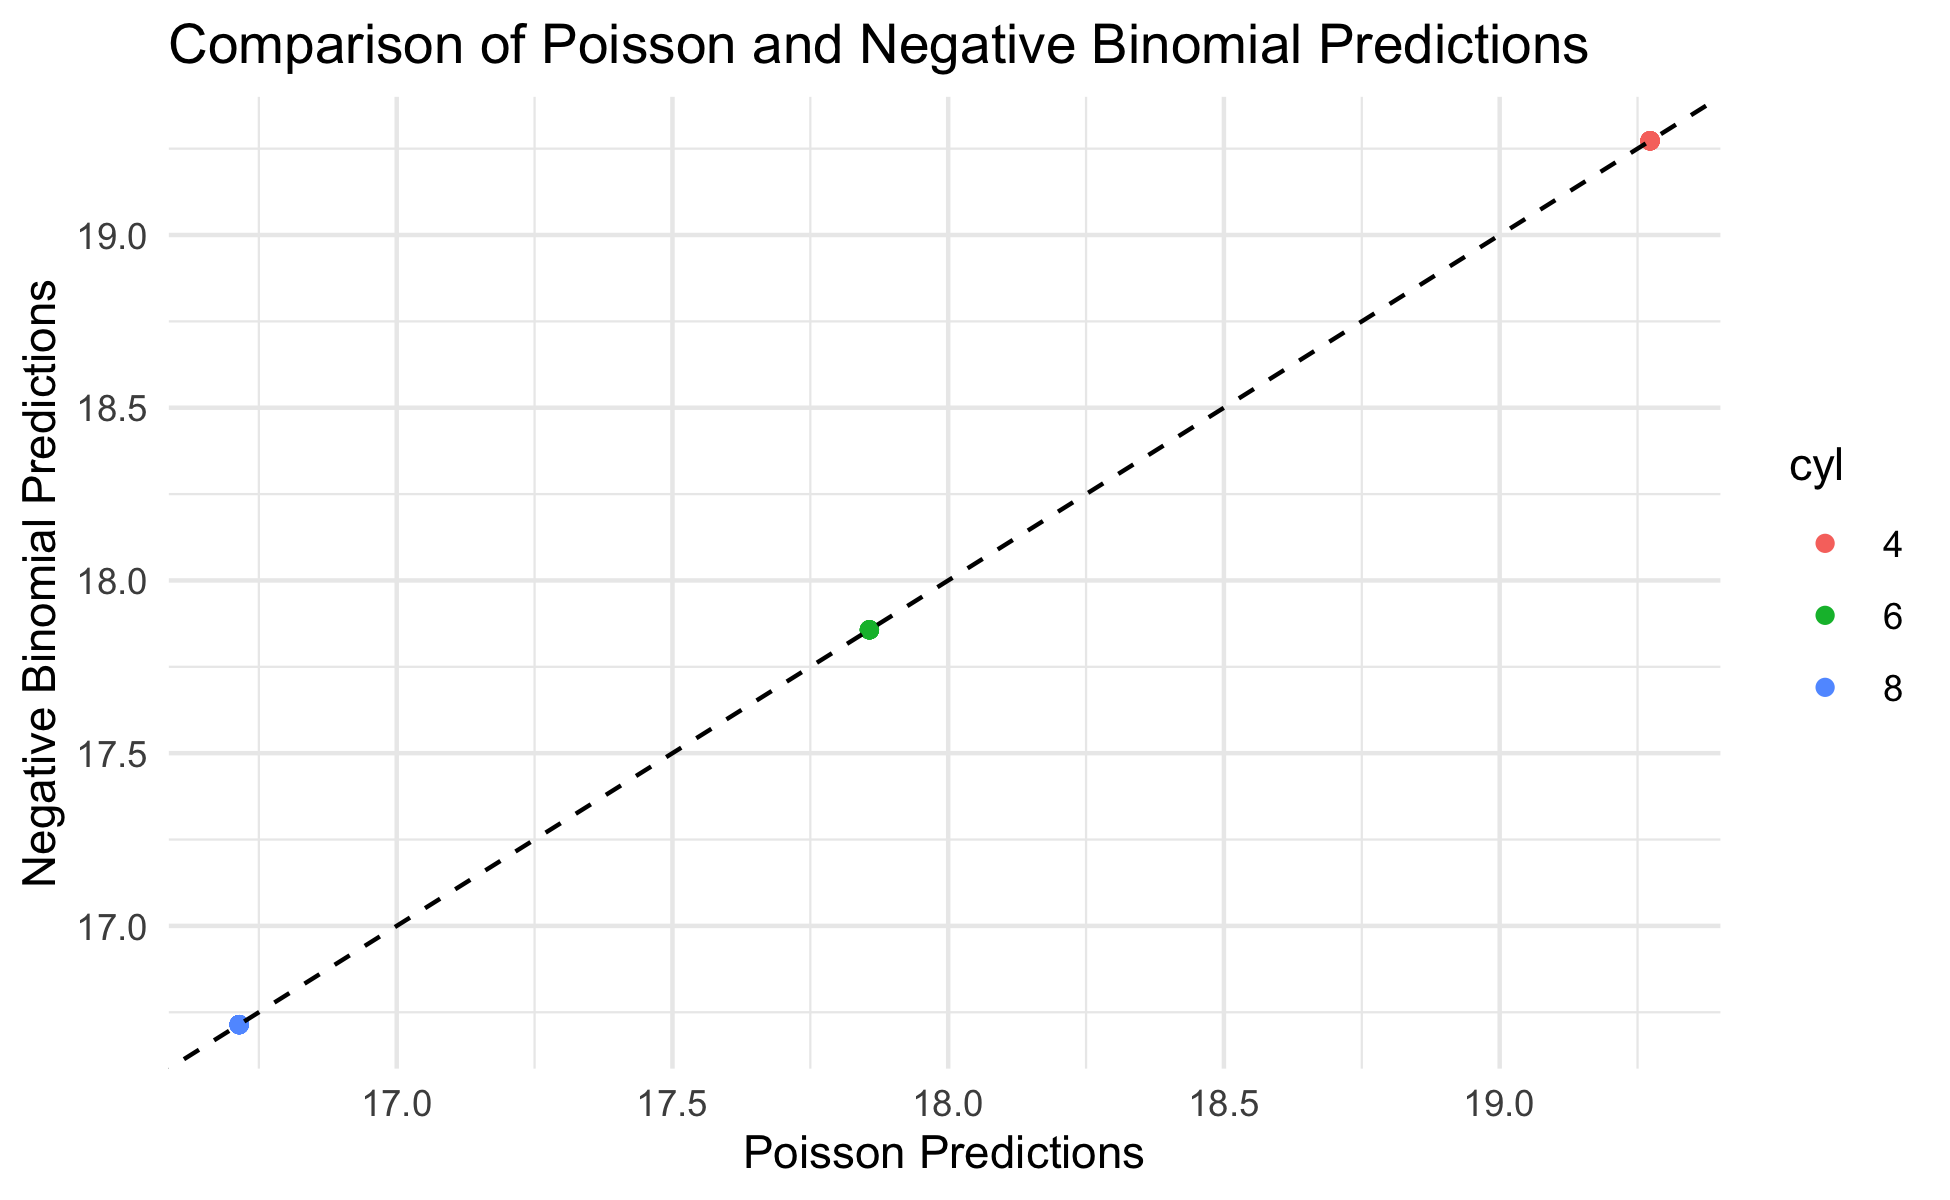 Comparison of Poisson and Negative Binomial Predictions
Negative Binomial Predictions
19.0
18.5
18.0
17.5
17.0
17.0 17.5 18.0 18.5 19.0
Poisson Predictions
cyl
4
6
8